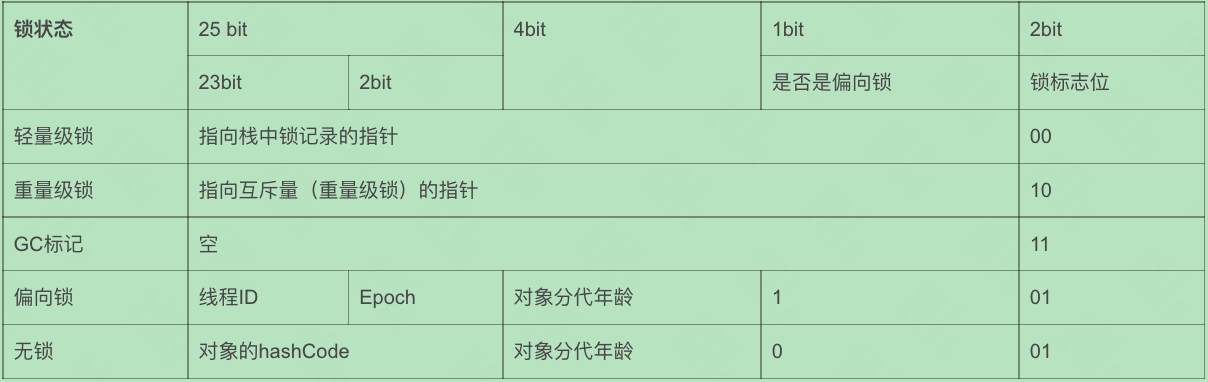 锁状态 25 bit 4bit 1bit 2bit
23bit 2bit 是否是偏向锁 锁标志位
轻量级锁 指向栈中锁记录的指针 00
重量级锁 指向互斥量（重量级锁）的指针 10
GC标记 空 11
偏向锁 线程ID Epoch 对象分代年龄 1 01
无锁 对象的hashCode 对象分代年龄 0 01